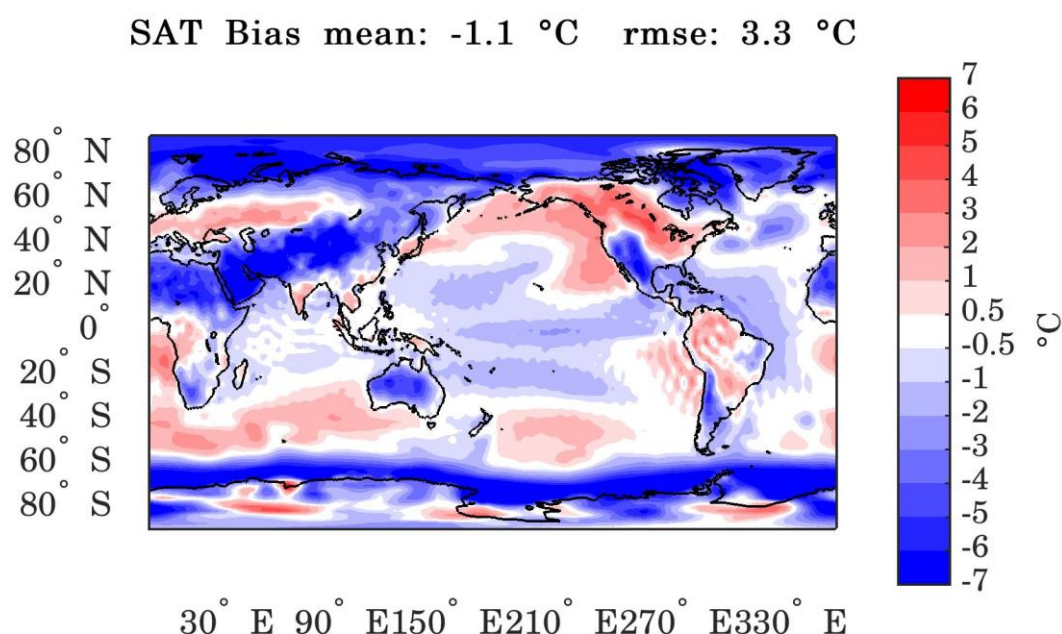 SAT Bias mean: -1.1 °C rmse: 3.3 °C
80° N
60° N
40° N
20° N
0°
20° S
40° S
60° S
80° S
30° E 90° E150° E210° E270° E330° E
7
6
5
4
3
2
1
0.5
-0.5
-1
-2
-3
-4
-5
-6
-7
°C